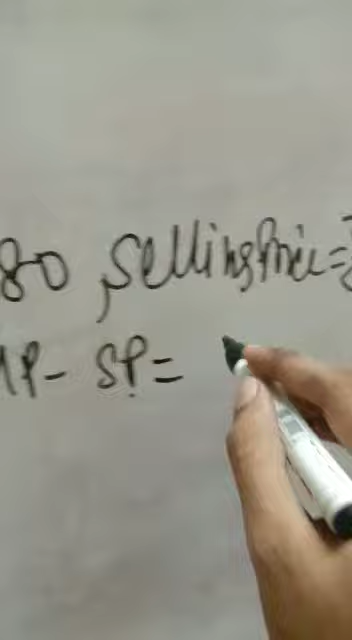 80, Selling Price =
MP - SP =